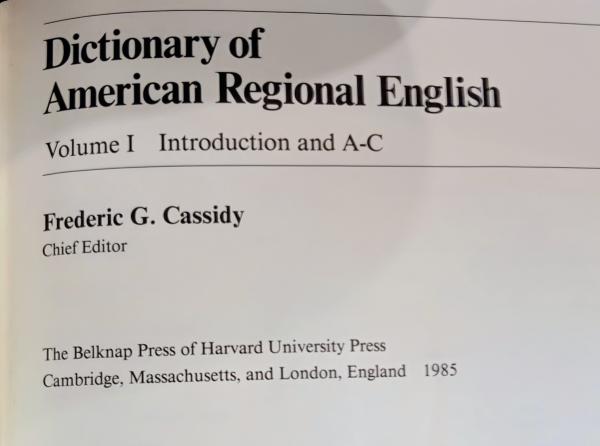 Dictionary of
American Regional English
Volume I Introduction and A-C
Frederic G. Cassidy
Chief Editor
The Belknap Press of Harvard University Press
Cambridge, Massachusetts, and London, England 1985